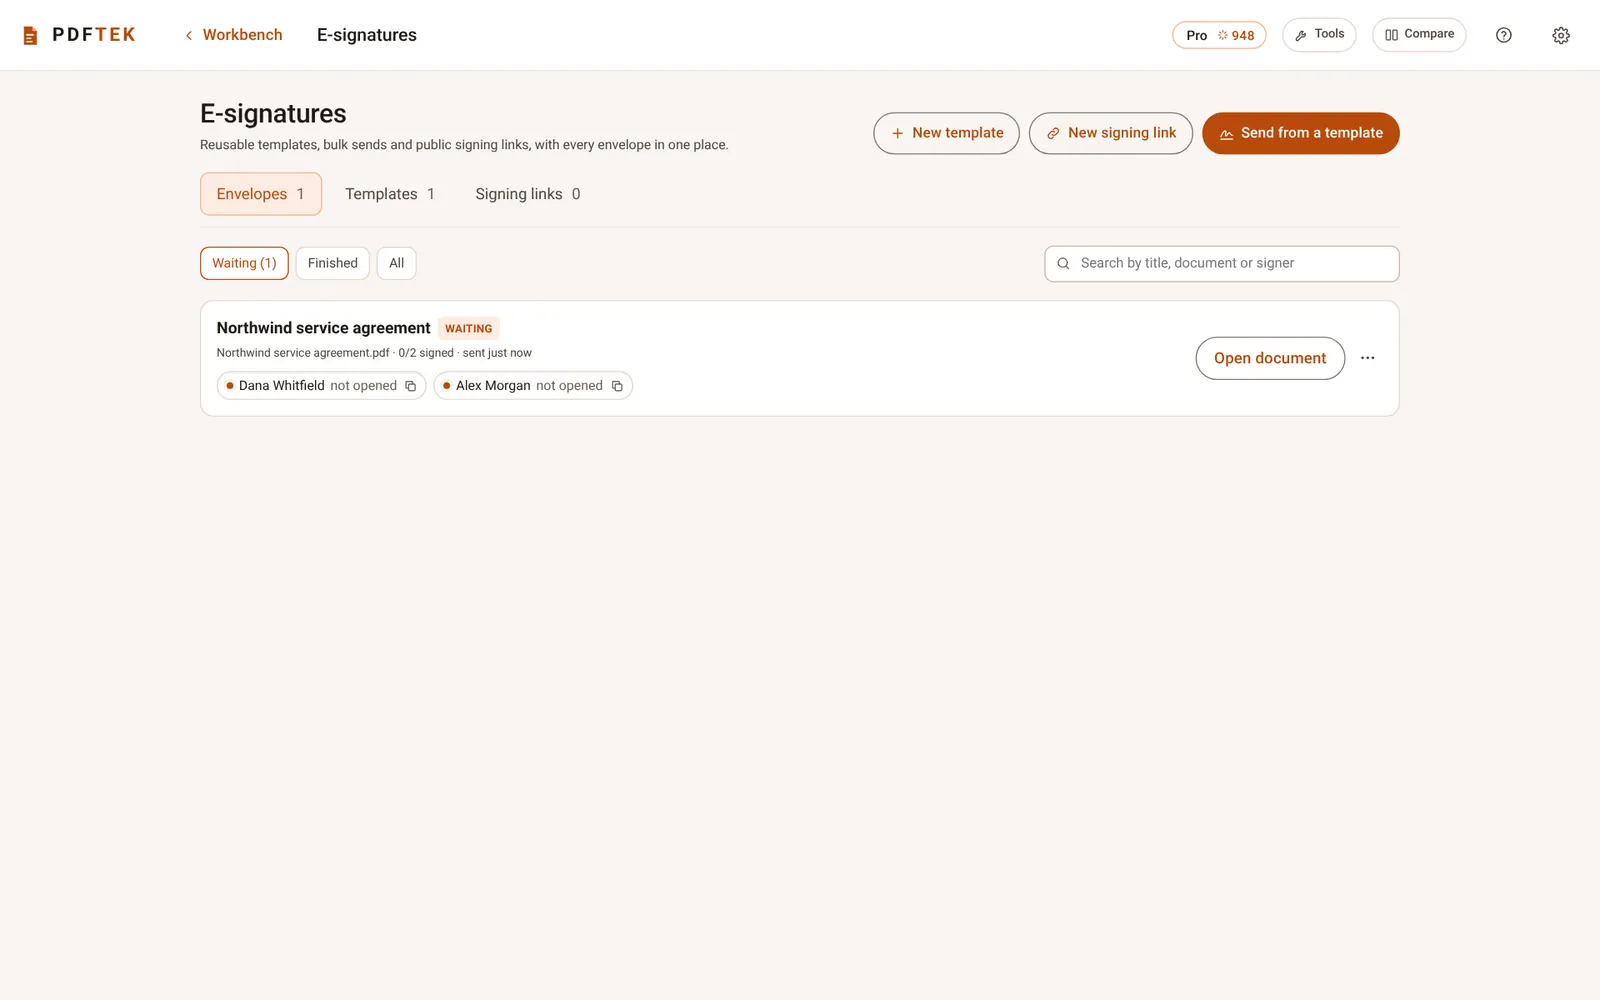 PDFTEK
Workbench
E-signatures
Pro 948
Tools
Compare
E-signatures
Reusable templates, bulk sends and public signing links, with every envelope in one place.
New template
New signing link
Send from a template
Envelopes 1
Templates 1
Signing links 0
Waiting (1)
Finished
All
Search by title, document or signer
Northwind service agreement WAITING
Northwind service agreement.pdf · 0/2 signed · sent just now
Dana Whitfield not opened
Alex Morgan not opened
Open document